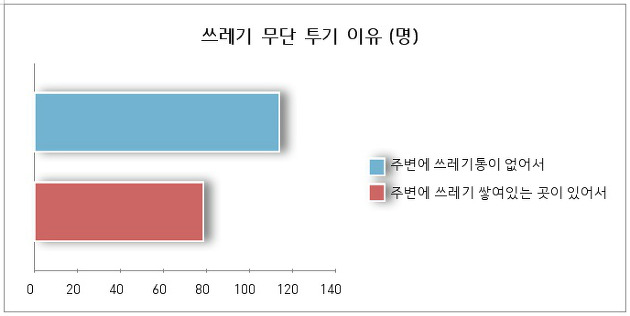 쓰레기 무단 투기 이유 (명)
주변에 쓰레기통이 없어서
주변에 쓰레기 쌓여있는 곳이 있어서
0 20 40 60 80 100 120 140